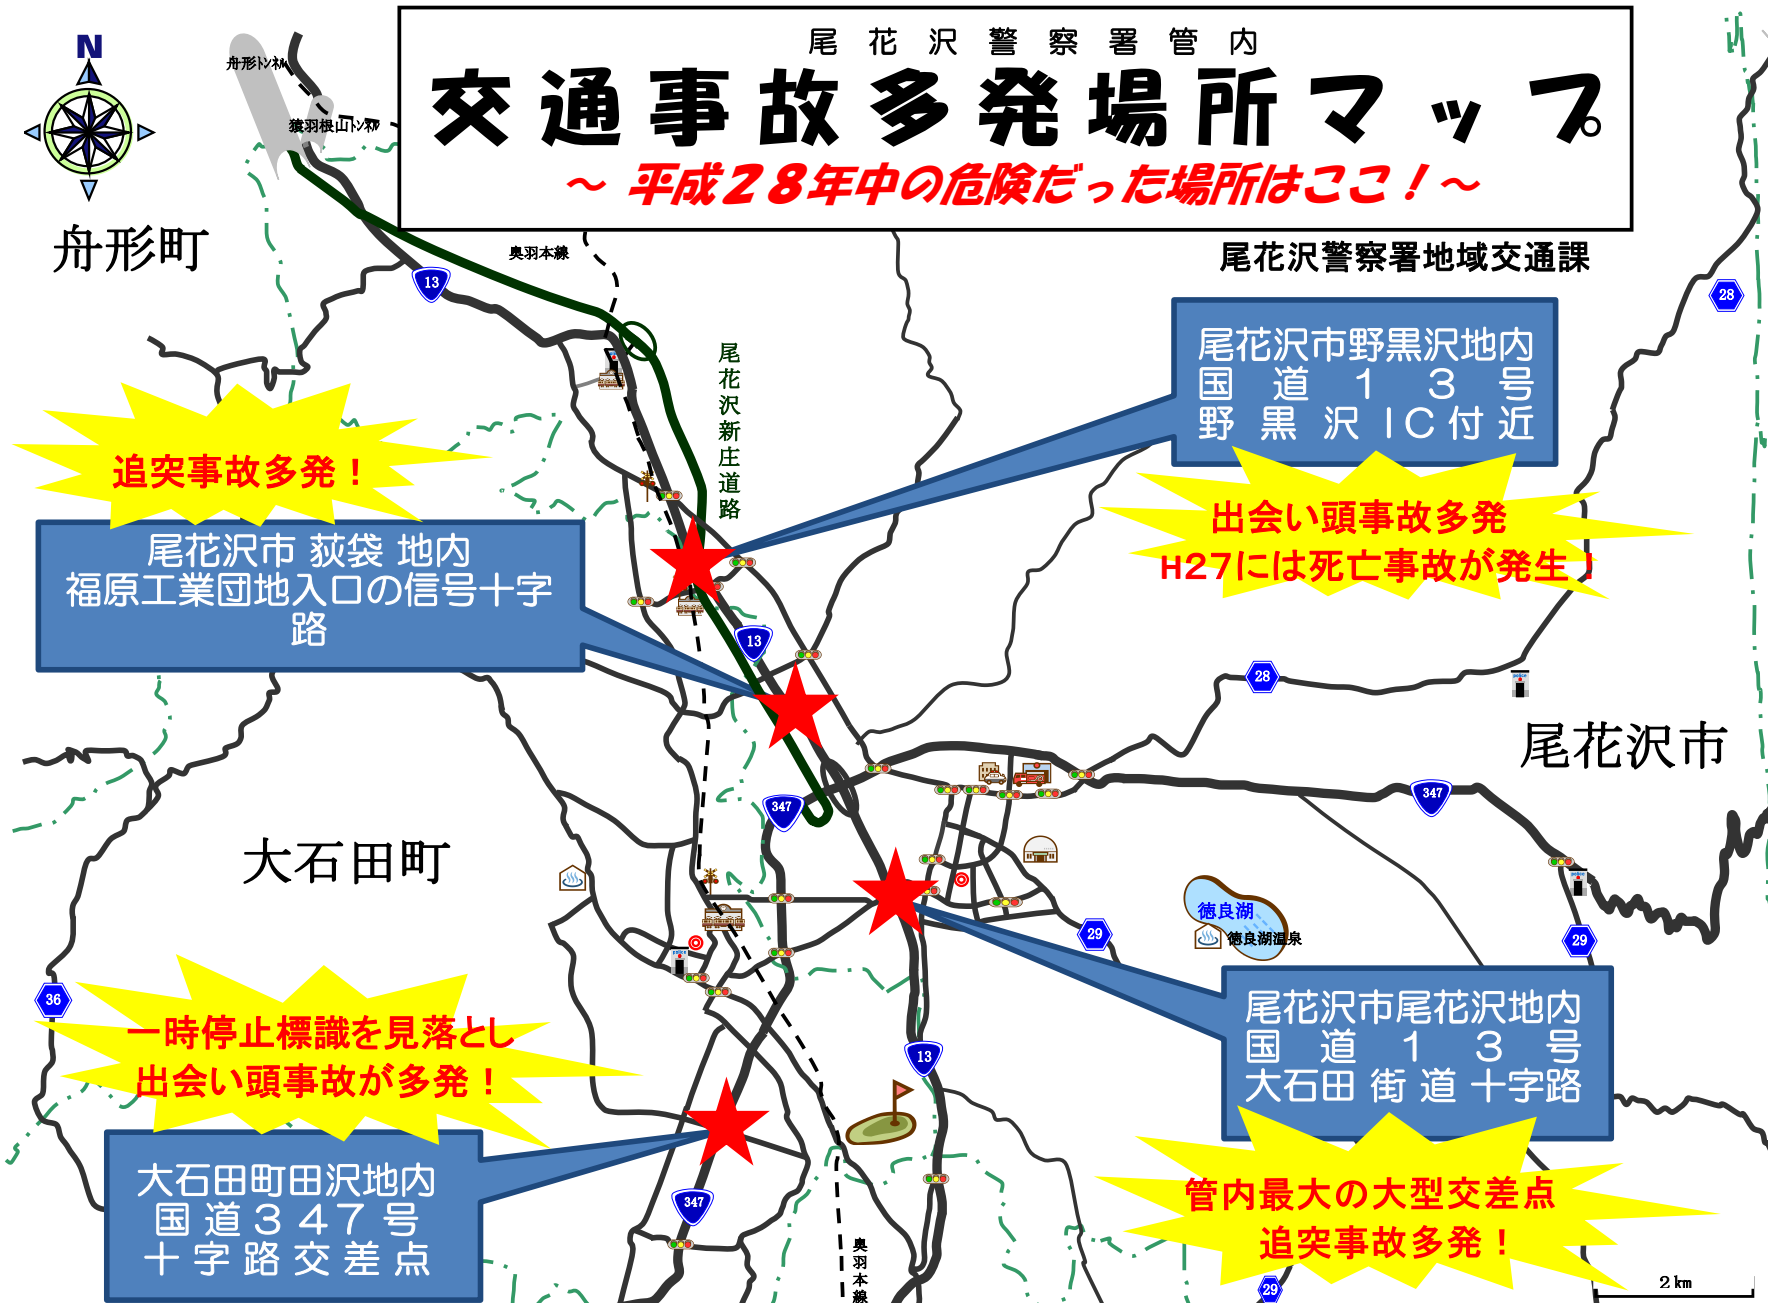 尾花沢警察署管内
交通事故多発場所マップ
～ 平成２８年中の危険だった場所はここ！～
尾花沢警察署地域交通課
N
舟形トンネル
猿羽根山トンネル
舟形町
奥羽本線
13
28
尾花沢新庄道路
尾花沢市野黒沢地内
国道１３号
野黒沢ＩＣ付近
出会い頭事故多発
H27には死亡事故が発生！
追突事故多発！
尾花沢市 荻袋 地内
福原工業団地入口の信号十字
路
13
28
police
尾花沢市
347
347
police
大石田町
徳良湖
徳良湖温泉
29
29
36
police
一時停止標識を見落とし
出会い頭事故が多発！
大石田町田沢地内
国道３４７号
十字路交差点
13
尾花沢市尾花沢地内
国道１３号
大石田 街道 十字路
管内最大の大型交差点
追突事故多発！
347
奥羽本線
29
2km